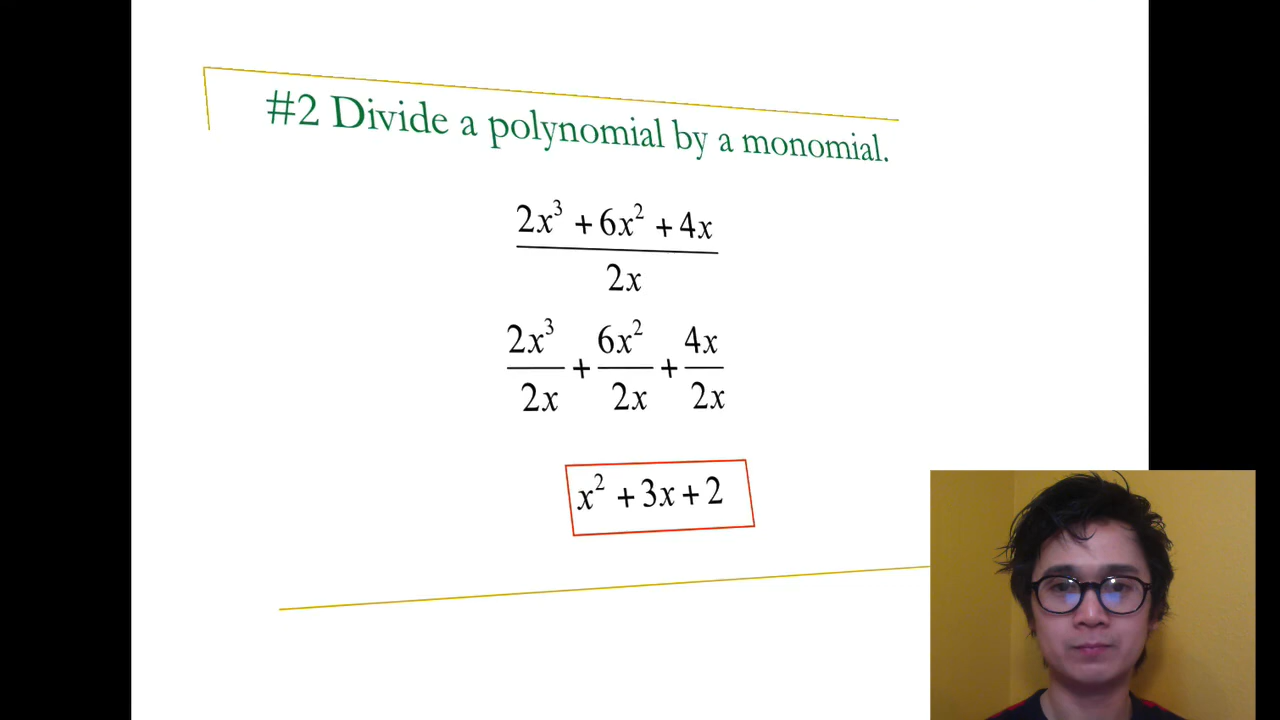 #2 Divide a polynomial by a monomial.
2x³ + 6x² + 4x
2x
2x³ + 6x² + 4x
2x 2x 2x
x² + 3x + 2